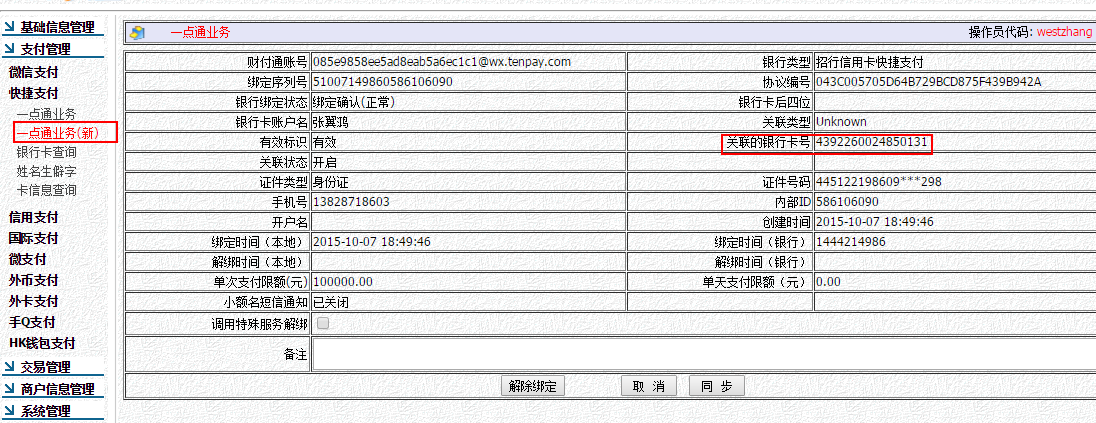 基础信息管理
支付管理
微信支付
快捷支付
一点通业务
一点通业务(新)
银行卡查询
姓名生僻字
卡信息查询
信用支付
国际支付
微支付
外币支付
外卡支付
手Q支付
HK钱包支付
交易管理
商户信息管理
系统管理
一点通业务 操作员代码: westzhang
财付通账号 085e9858ee5ad8eab5a6ec1c1@wx.tenpay.com 银行类型 招行信用卡快捷支付
绑定序列号 51007149860586106090 协议编号 043C005705D64B729BCD875F439B942A
银行绑定状态 绑定确认(正常) 银行卡后四位
银行卡账户名 张翼鸿 关联类型 Unknown
有效标识 有效 关联的银行卡号 4392260024850131
关联状态 开启
证件类型 身份证 证件号码 445122198609***298
手机号 13828718603 内部ID 586106090
开户名 创建时间 2015-10-07 18:49:46
绑定时间（本地） 2015-10-07 18:49:46 绑定时间（银行） 1444214986
解绑时间（本地） 解绑时间（银行）
单次支付限额(元) 100000.00 单天支付限额（元） 0.00
小额名短信通知 已关闭
调用特殊服务解绑
备注
解除绑定 取 消 同 步